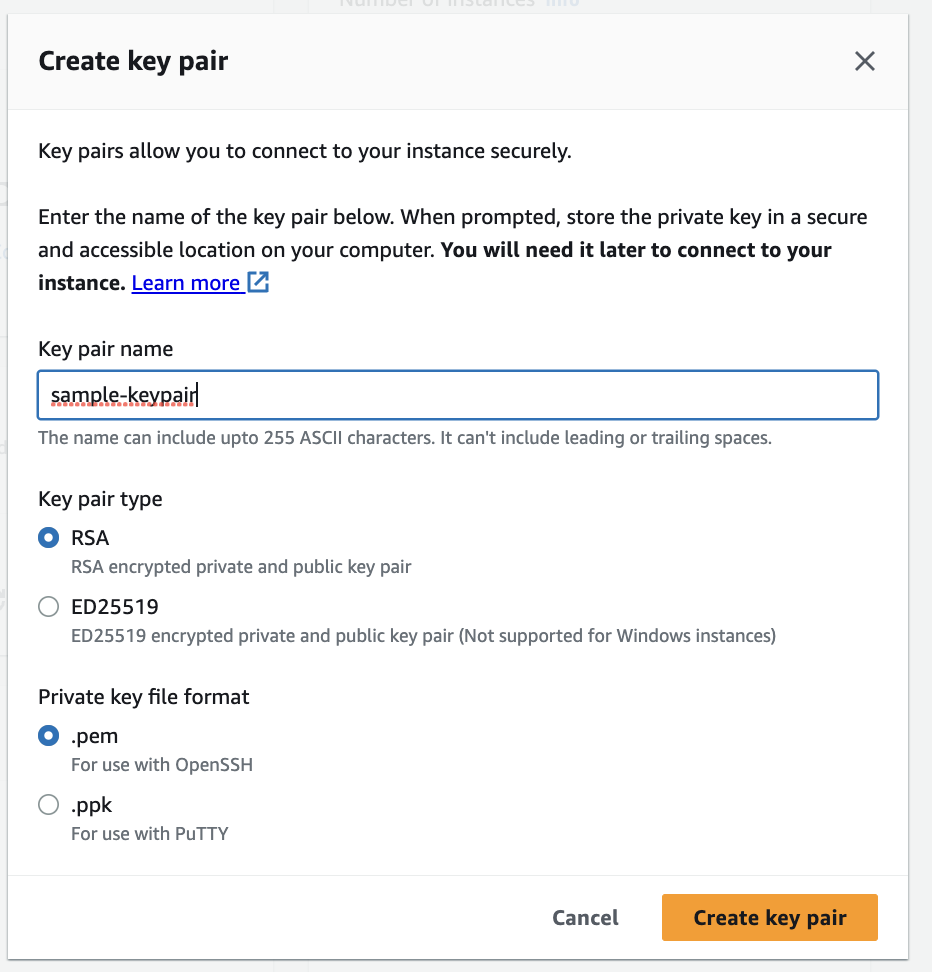 Number of instances Info
Create key pair
Key pairs allow you to connect to your instance securely.
Enter the name of the key pair below. When prompted, store the private key in a secure
and accessible location on your computer. You will need it later to connect to your
instance. Learn more
Key pair name
sample-keypair
The name can include upto 255 ASCII characters. It can't include leading or trailing spaces.
Key pair type
RSA
RSA encrypted private and public key pair
ED25519
ED25519 encrypted private and public key pair (Not supported for Windows instances)
Private key file format
.pem
For use with OpenSSH
.ppk
For use with PuTTY
Cancel
Create key pair